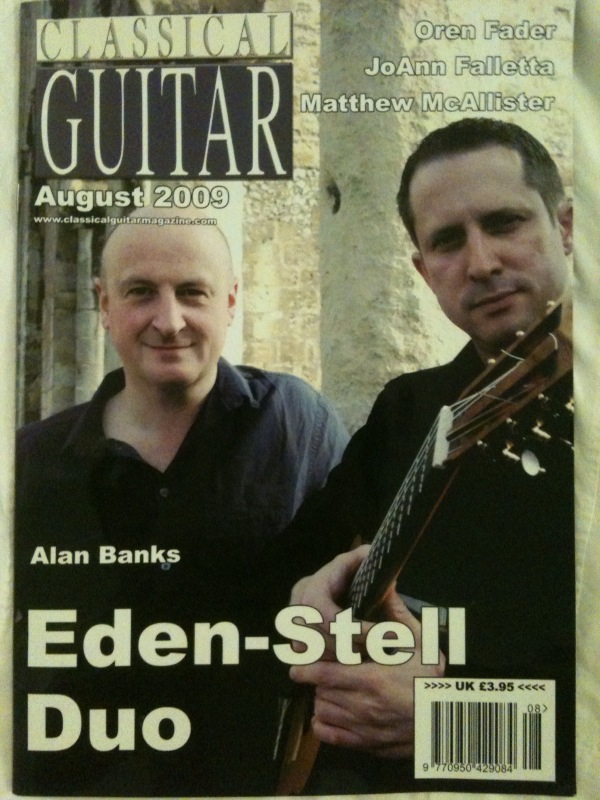 CLASSICAL
GUITAR
August 2009
www.classicalguitarmagazine.com
Oren Fader
JoAnn Falletta
Matthew McAllister
Alan Banks
Eden-Stell
Duo
>>>> UK £3.95 <<<<
08>
9 770950 429084